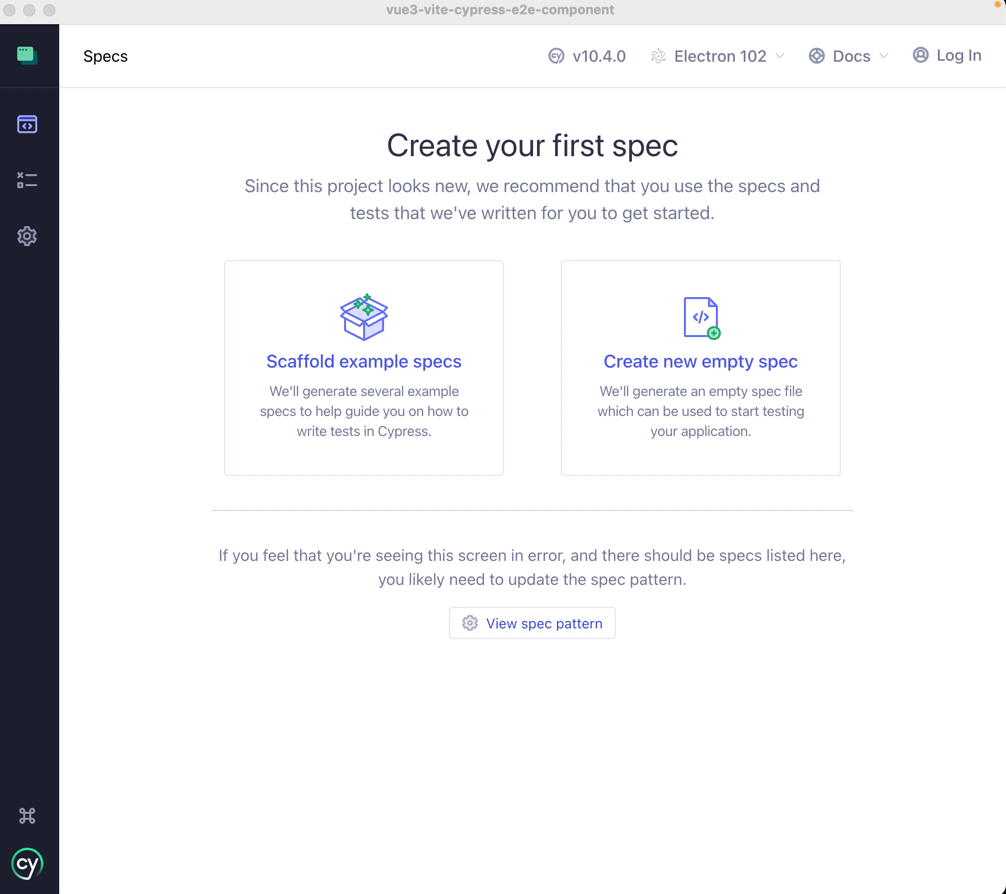 vue3-vite-cypress-e2e-component
Specs
cy v10.4.0
Electron 102
Docs
Log In
Create your first spec
Since this project looks new, we recommend that you use the specs and
tests that we've written for you to get started.
Scaffold example specs
We'll generate several example
specs to help guide you on how to
write tests in Cypress.
Create new empty spec
We'll generate an empty spec file
which can be used to start testing
your application.
If you feel that you're seeing this screen in error, and there should be specs listed here,
you likely need to update the spec pattern.
View spec pattern
cy